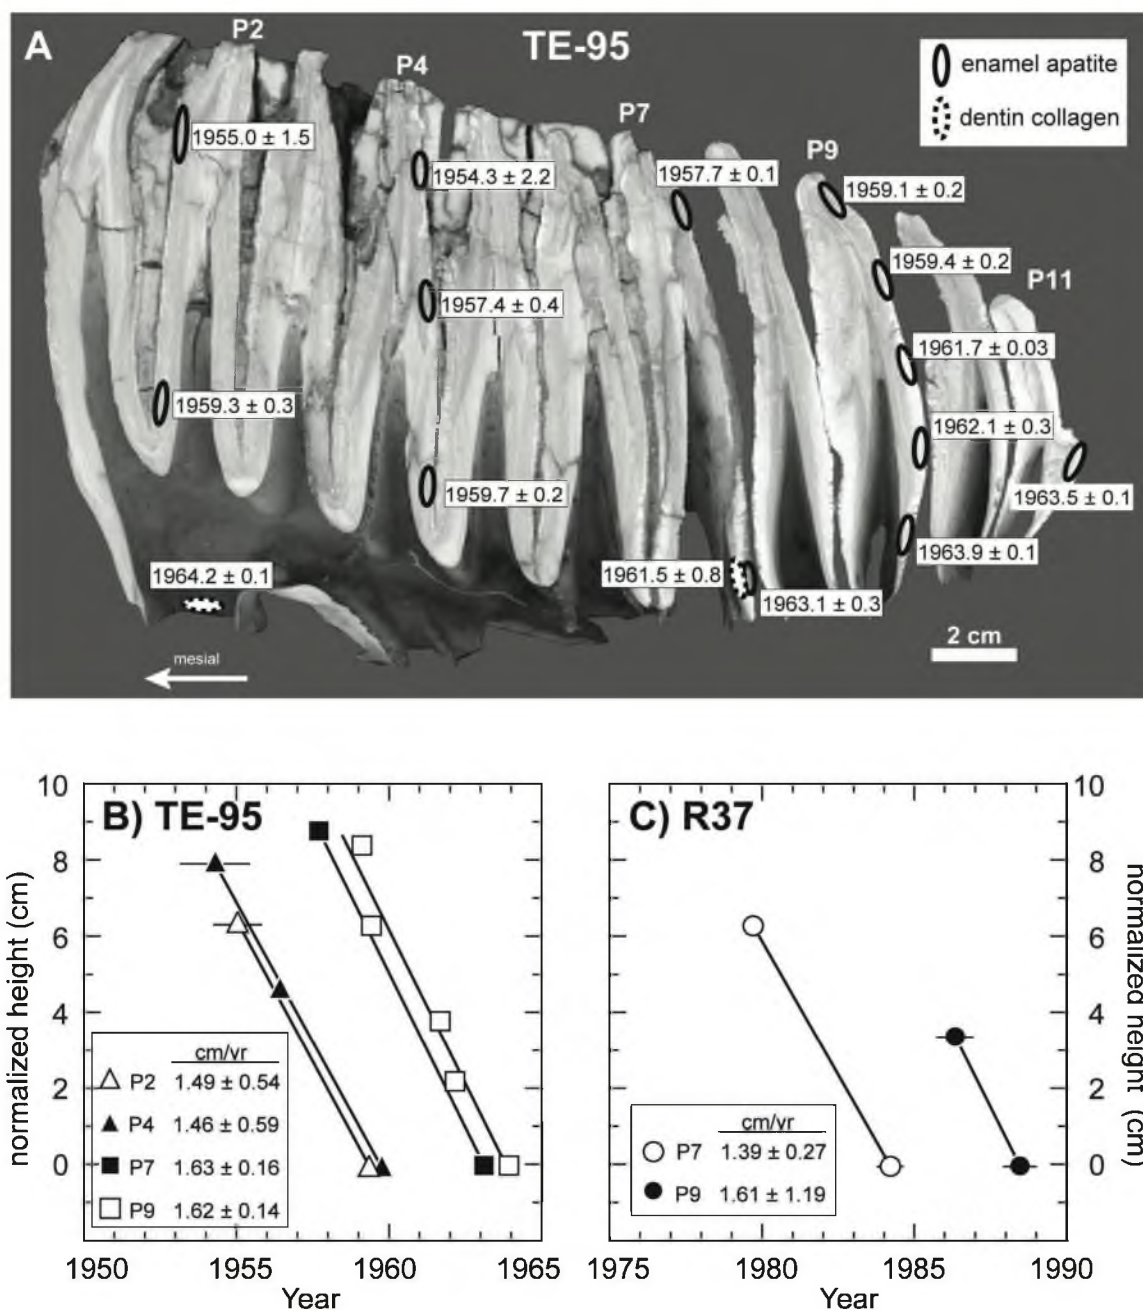 A
P2
TE-95
enamel apatite
dentin collagen
P4
P7
P9
P11
1955.0 ± 1.5
1954.3 ± 2.2
1957.7 ± 0.1
1959.1 ± 0.2
1959.4 ± 0.2
1957.4 ± 0.4
1961.7 ± 0.03
1959.3 ± 0.3
1962.1 ± 0.3
1959.7 ± 0.2
1963.5 ± 0.1
1963.9 ± 0.1
1964.2 ± 0.1
1961.5 ± 0.8
1963.1 ± 0.3
2 cm
mesial
B) TE-95
normalized height (cm)
10
8
6
4
2
0
cm/yr
P2 1.49 ± 0.54
P4 1.46 ± 0.59
P7 1.63 ± 0.16
P9 1.62 ± 0.14
1950 1955 1960 1965
Year
C) R37
10
8
6
4
2
0
normalized height (cm)
cm/yr
P7 1.39 ± 0.27
P9 1.61 ± 1.19
1975 1980 1985 1990
Year